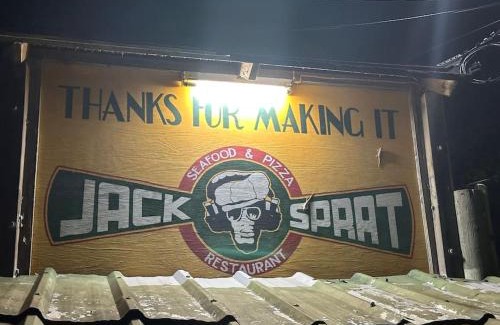 THANKS FOR MAKING IT
SEAFOOD & PIZZA
JACK SPRAT
RESTAURANT